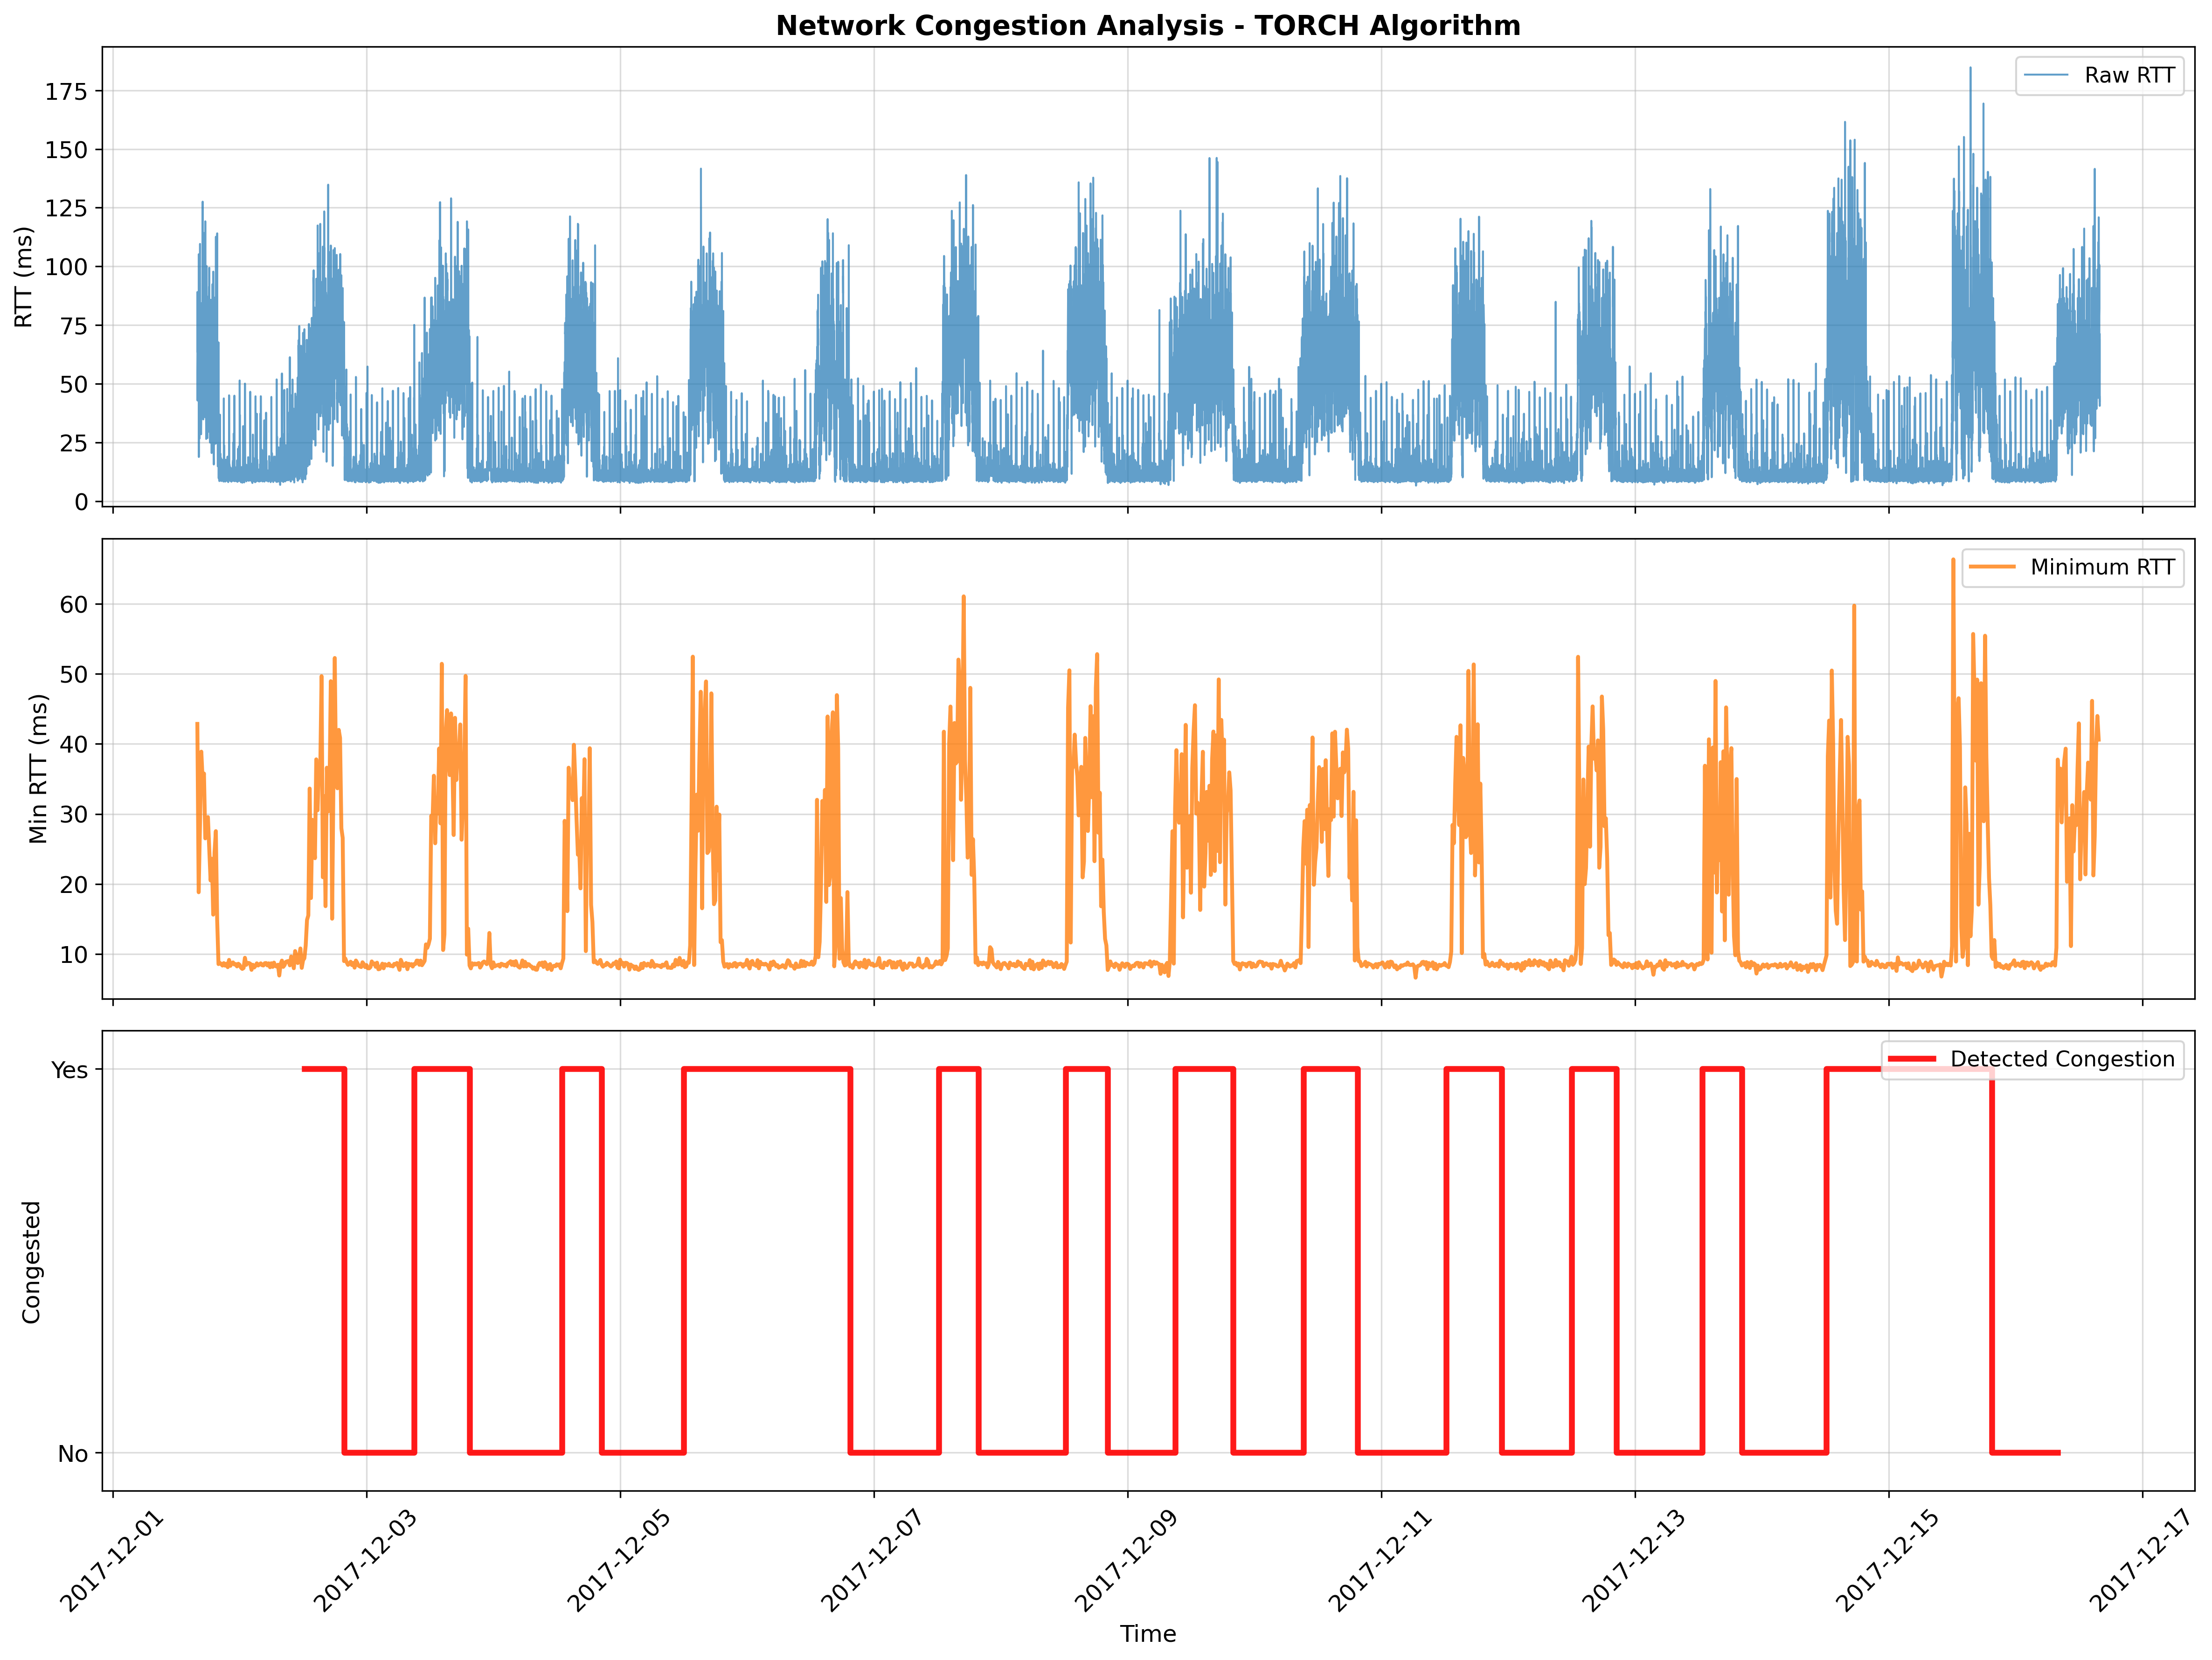 Network Congestion Analysis - TORCH Algorithm
Raw RTT
RTT (ms)
175
150
125
100
75
50
25
0
Minimum RTT
Min RTT (ms)
60
50
40
30
20
10
Detected Congestion
Congested
Yes
No
2017-12-01
2017-12-03
2017-12-05
2017-12-07
2017-12-09
2017-12-11
2017-12-13
2017-12-15
2017-12-17
Time